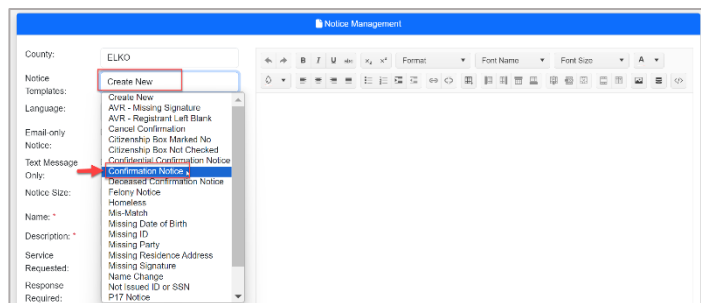 Notice Management
County:
ELKO
Notice Templates:
Create New
Language:
Email-only Notice:
Text Message Only:
Notice Size:
Name: *
Description: *
Service Requested:
Response Required:
Create New
AVR - Missing Signature
AVR - Registrant Left Blank
Cancel Confirmation
Citizenship Box Marked No
Citizenship Box Not Checked
Confidential Confirmation Notice
Confirmation Notice
Deceased Confirmation Notice
Felony Notice
Homeless
Mis-Match
Missing Date of Birth
Missing ID
Missing Party
Missing Residence Address
Missing Signature
Name Change
Not Issued ID or SSN
P17 Notice
B I U abc x₂ x² Format Font Name Font Size A